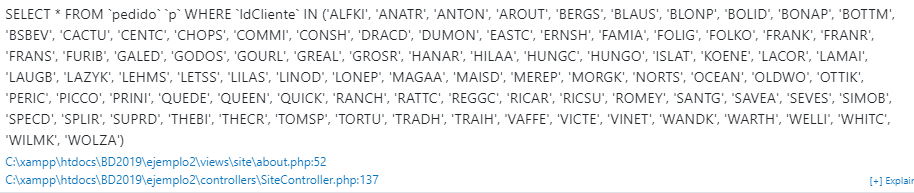 SELECT * FROM `pedido` `p` WHERE `IdCliente` IN ('ALFKI', 'ANATR', 'ANTON', 'AROUT', 'BERGS', 'BLAUS', 'BLONP', 'BOLID', 'BONAP', 'BOTTM',
'BSBEV', 'CACTU', 'CENTC', 'CHOPS', 'COMMI', 'CONSH', 'DRACD', 'DUMON', 'EASTC', 'ERNSH', 'FAMIA', 'FOLIG', 'FOLKO', 'FRANK', 'FRANR',
'FRANS', 'FURIB', 'GALED', 'GODOS', 'GOURL', 'GREAL', 'GROSR', 'HANAR', 'HILAA', 'HUNGC', 'HUNGO', 'ISLAT', 'KOENE', 'LACOR', 'LAMAI',
'LAUGB', 'LAZYK', 'LEHMS', 'LETSS', 'LILAS', 'LINOD', 'LONEP', 'MAGAA', 'MAISD', 'MEREP', 'MORGK', 'NORTS', 'OCEAN', 'OLDWO', 'OTTIK',
'PERIC', 'PICCO', 'PRINI', 'QUEDE', 'QUEEN', 'QUICK', 'RANCH', 'RATTC', 'REGGC', 'RICAR', 'RICSU', 'ROMEY', 'SANTG', 'SAVEA', 'SEVES', 'SIMOB',
'SPECD', 'SPLIR', 'SUPRD', 'THEBI', 'THECR', 'TOMSP', 'TORTU', 'TRADH', 'TRAIH', 'VAFFE', 'VICTE', 'VINET', 'WANDK', 'WARTH', 'WELLI', 'WHITC',
'WILMK', 'WOLZA')
C:\xampp\htdocs\BD2019\ejemplo2\views\site\about.php:52
C:\xampp\htdocs\BD2019\ejemplo2\controllers\SiteController.php:137
[+] Explair